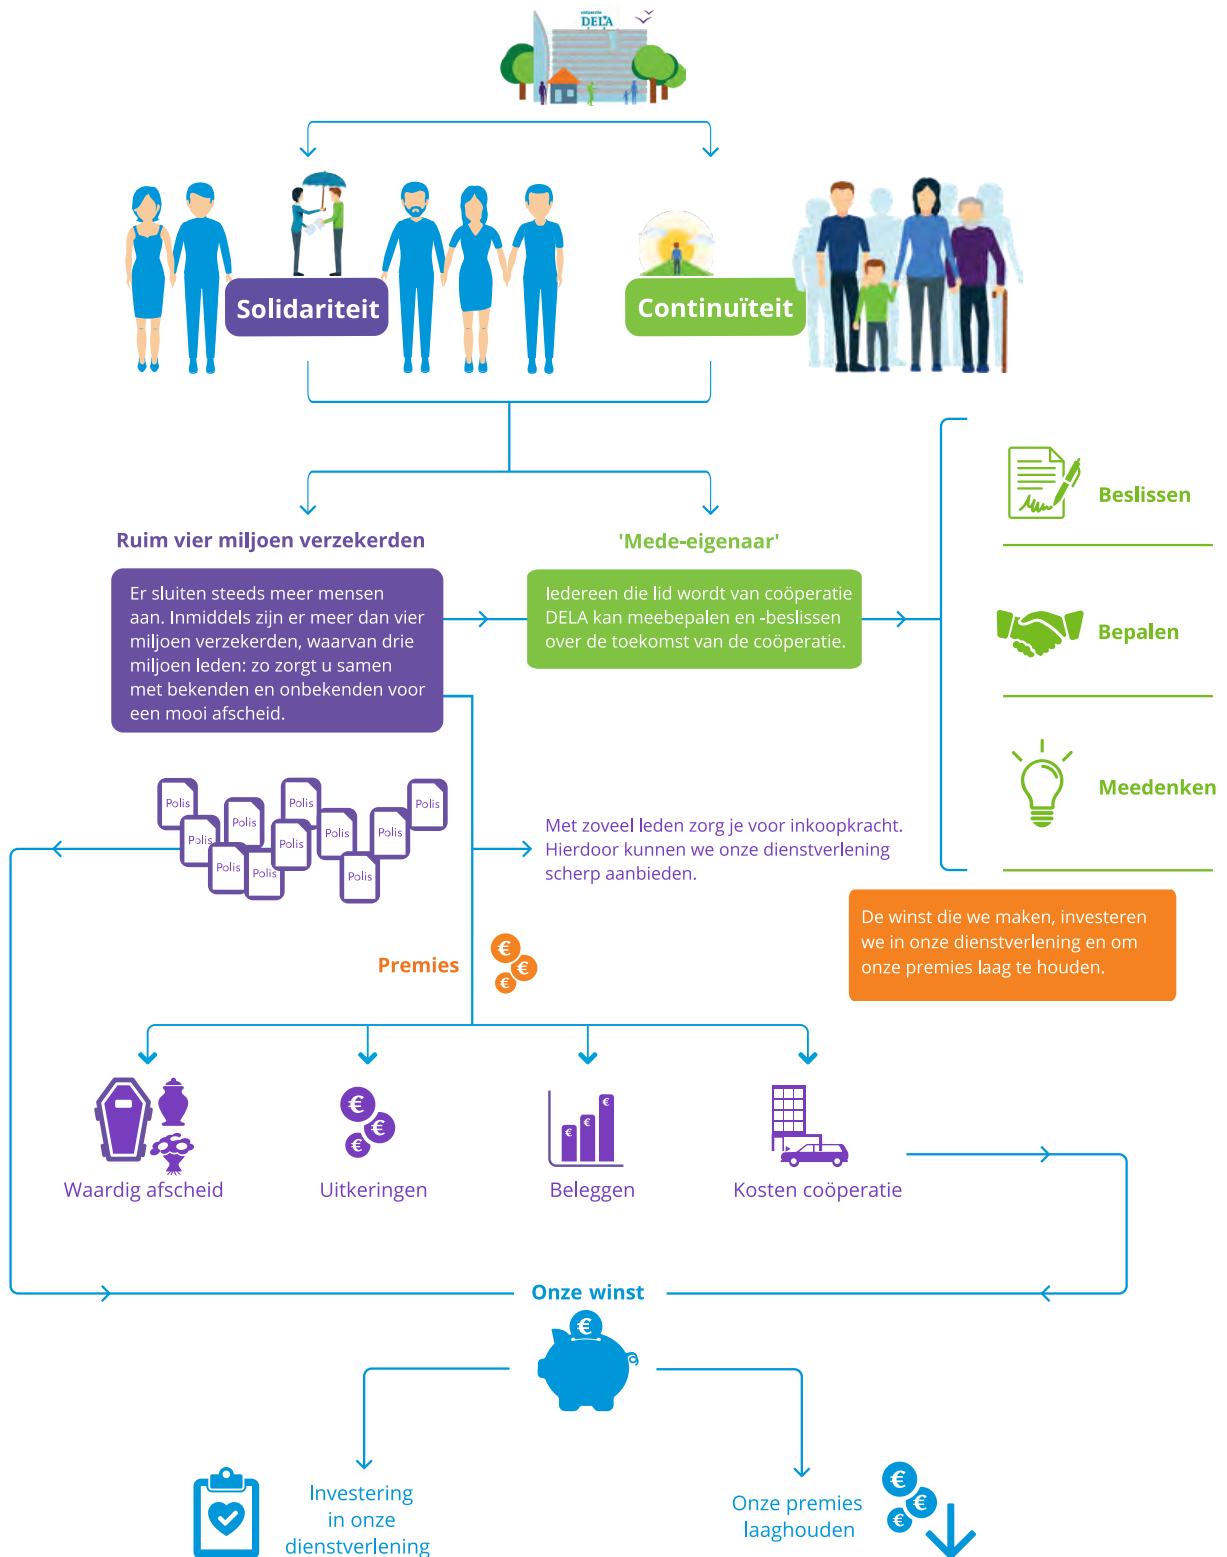 coöperatie
DELA
Solidariteit
Continuïteit
Ruim vier miljoen verzekerden
Er sluiten steeds meer mensen
aan. Inmiddels zijn er meer dan vier
miljoen verzekerden, waarvan drie
miljoen leden: zo zorgt u samen
met bekenden en onbekenden voor
een mooi afscheid.
'Mede-eigenaar'
Iedereen die lid wordt van coöperatie
DELA kan meebepalen en -beslissen
over de toekomst van de coöperatie.
Beslissen
Bepalen
Meedenken
Polis
Polis
Polis
Polis
Polis
Polis
Polis
Polis
Polis
Polis
Polis
Met zoveel leden zorg je voor inkoopkracht.
Hierdoor kunnen we onze dienstverlening
scherp aanbieden.
De winst die we maken, investeren
we in onze dienstverlening en om
onze premies laag te houden.
Premies
€
€
€
€
€
€
€
€
€
Waardig afscheid
Uitkeringen
Beleggen
Kosten coöperatie
Onze winst
€
Investering
in onze
dienstverlening
Onze premies
laaghouden
€
€
€